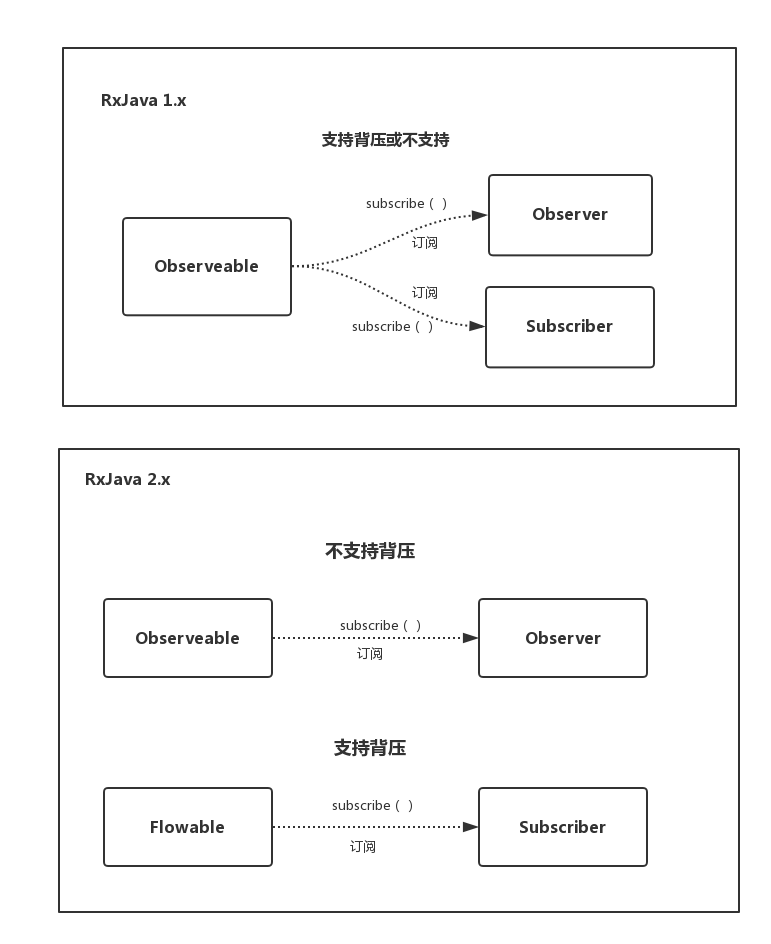 RxJava 1.x
支持背压或不支持
subscribe ( )
Observer
订阅
Observeable
订阅
subscribe ( )
Subscriber
RxJava 2.x
不支持背压
Observeable
subscribe ( )
订阅
Observer
支持背压
Flowable
subscribe ( )
订阅
Subscriber